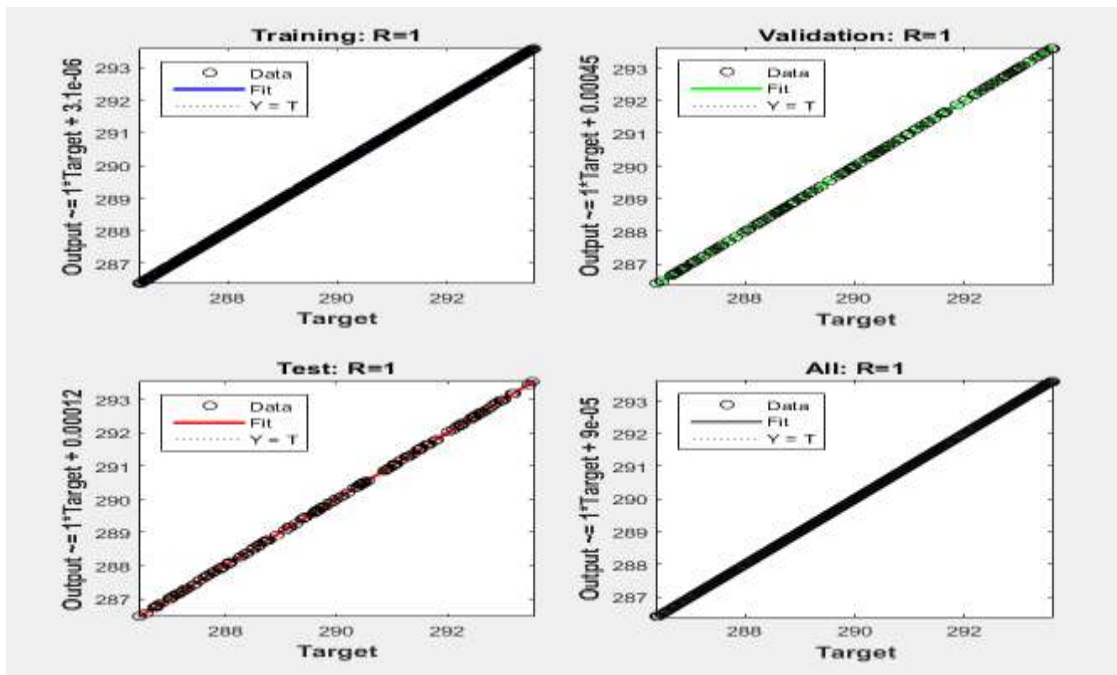 Training: R=1
Output ~= 1*Target + 3.1e-06
293
292
291
290
289
288
287
Data
Fit
Y = T
288 290 292
Target
Validation: R=1
Output ~= 1*Target + 0.00045
293
292
291
290
289
288
287
Data
Fit
Y = T
288 290 292
Target
Test: R=1
Output ~= 1*Target + 0.00012
293
292
291
290
289
288
287
Data
Fit
Y = T
288 290 292
Target
All: R=1
Output ~= 1*Target + 9e-05
293
292
291
290
289
288
287
Data
Fit
Y = T
288 290 292
Target